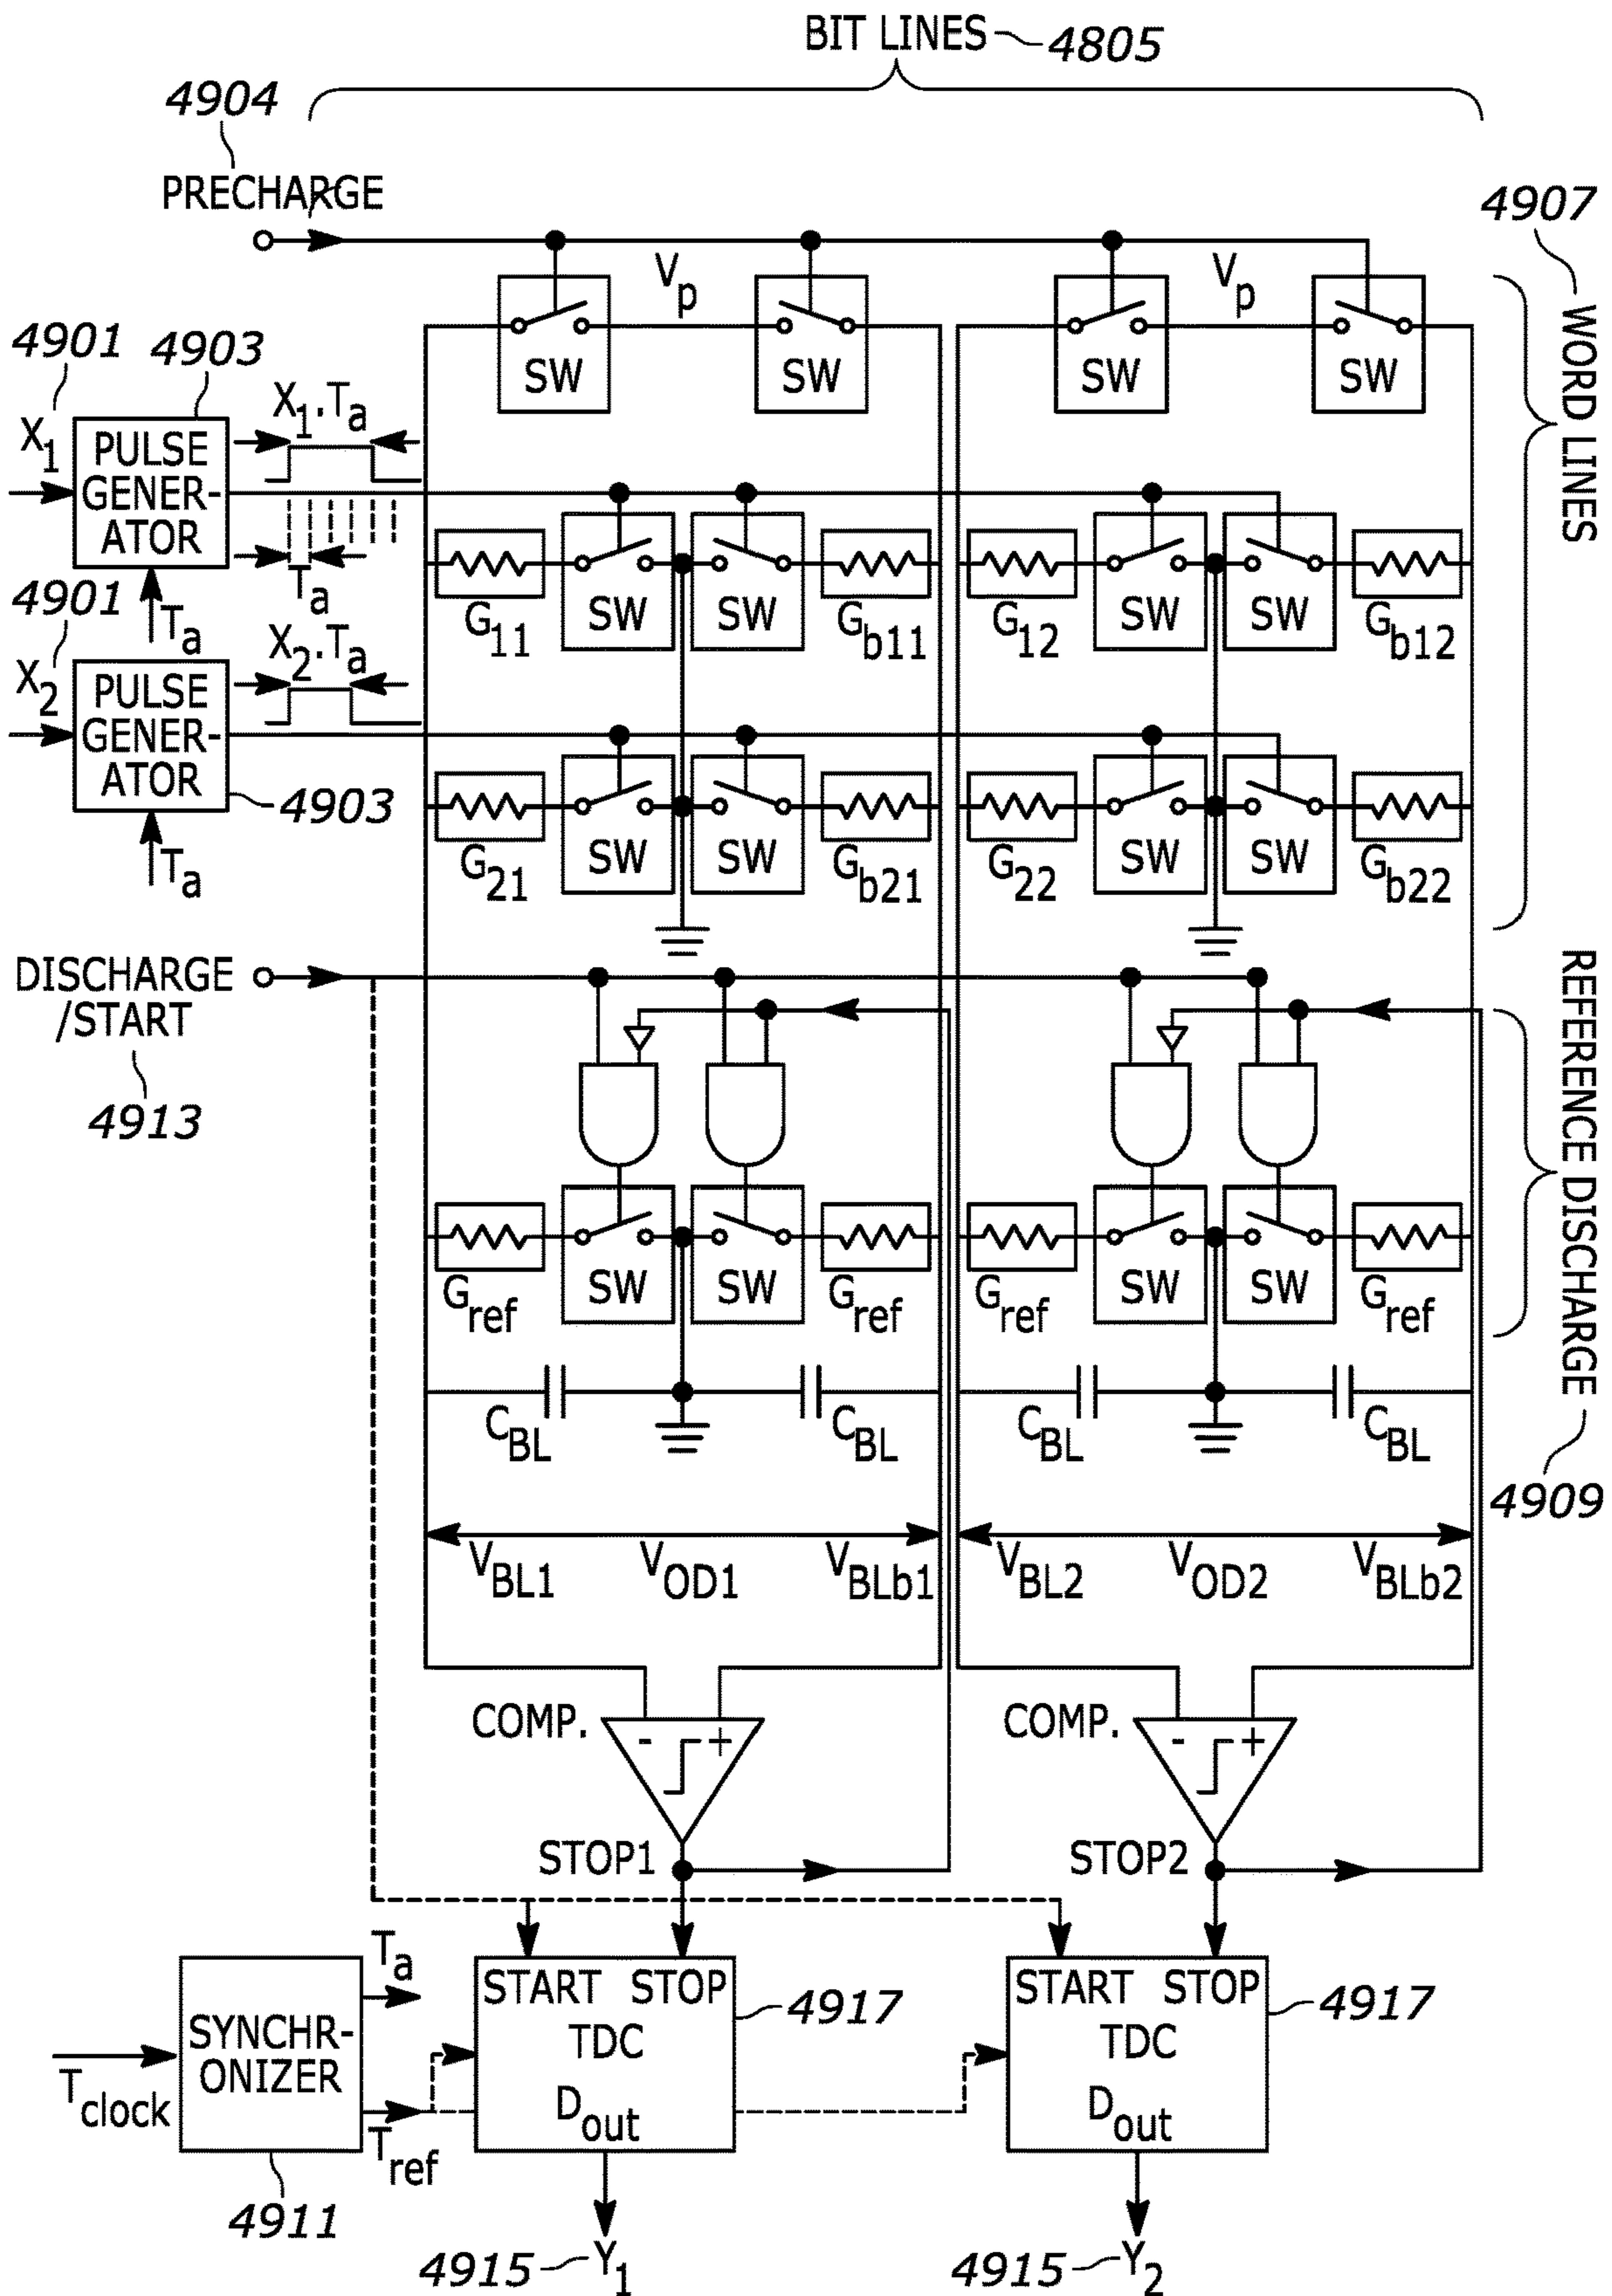 BIT LINES 4805
4904
PRECHARGE
4907
WORD LINES
Vp Vp
SW SW SW SW
4901 4903
X1 PULSE GENER-ATOR X1.Ta
Ta
Ta
G11 SW SW Gb11 G12 SW SW Gb12
4901
X2 PULSE GENER-ATOR X2.Ta
4903
Ta
G21 SW SW Gb21 G22 SW SW Gb22
DISCHARGE
/START
4913
REFERENCE DISCHARGE
4909
Gref SW SW Gref Gref SW SW Gref
CBL CBL CBL CBL
VBL1 VOD1 VBLb1 VBL2 VOD2 VBLb2
COMP. - + COMP. - +
STOP1 STOP2
Ta
SYNCHR-
ONIZER
Tclock
Tref
4911
START STOP START STOP
TDC 4917 TDC 4917
Dout Dout
4915 Y1 4915 Y2